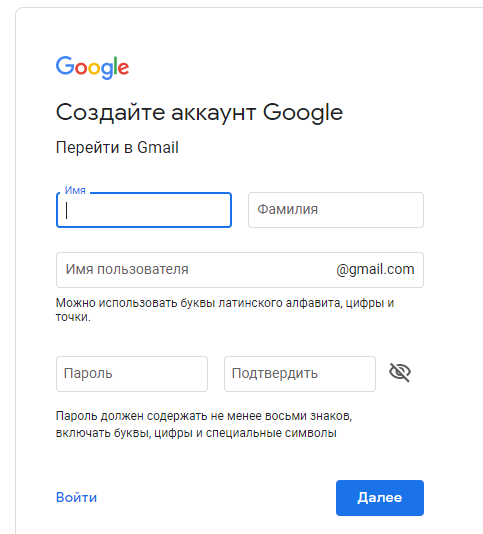 Google
Создайте аккаунт Google
Перейти в Gmail
Имя
Фамилия
Имя пользователя @gmail.com
Можно использовать буквы латинского алфавита, цифры и
точки.
Пароль Подтвердить
Пароль должен содержать не менее восьми знаков,
включать буквы, цифры и специальные символы
Войти Далее